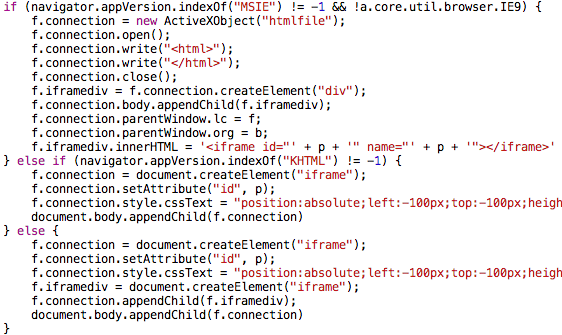 if (navigator.appVersion.indexOf("MSIE") != -1 && !a.core.util.browser.IE9) {
    f.connection = new ActiveXObject("htmlfile");
    f.connection.open();
    f.connection.write("<html>");
    f.connection.write("</html>");
    f.connection.close();
    f.iframediv = f.connection.createElement("div");
    f.connection.body.appendChild(f.iframediv);
    f.connection.parentWindow.lc = f;
    f.connection.parentWindow.org = b;
    f.iframediv.innerHTML = '<iframe id="' + p + '" name="' + p + '"></iframe>'
} else if (navigator.appVersion.indexOf("KHTML") != -1) {
    f.connection = document.createElement("iframe");
    f.connection.setAttribute("id", p);
    f.connection.style.cssText = "position:absolute;left:-100px;top:-100px;heigh
    document.body.appendChild(f.connection)
} else {
    f.connection = document.createElement("iframe");
    f.connection.setAttribute("id", p);
    f.connection.style.cssText = "position:absolute;left:-100px;top:-100px;heigh
    f.iframediv = document.createElement("iframe");
    f.connection.appendChild(f.iframediv);
    document.body.appendChild(f.connection)
}